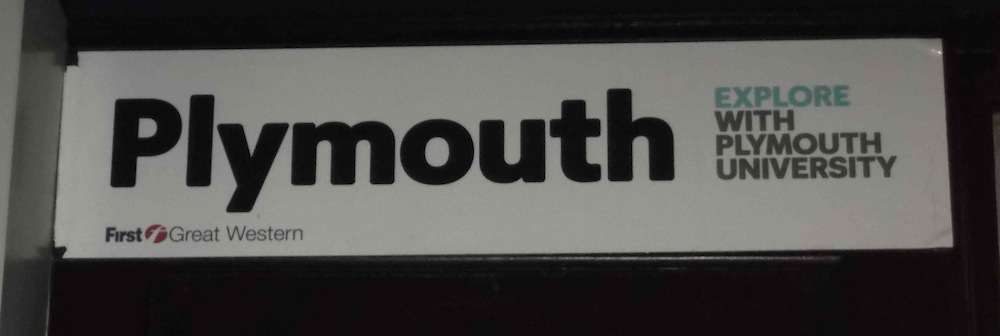 Plymouth
EXPLORE
WITH
PLYMOUTH
UNIVERSITY
First Great Western